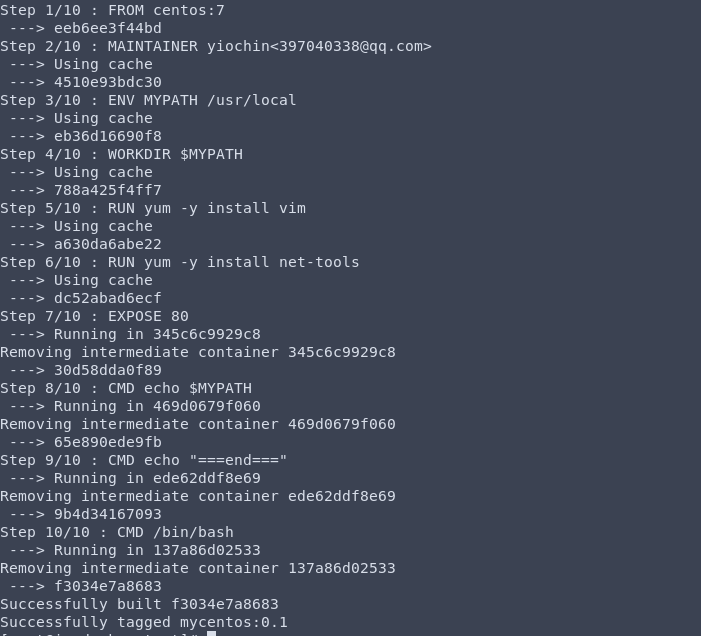 Step 1/10 : FROM centos:7
 ---> eeb6ee3f44bd
Step 2/10 : MAINTAINER yiochin<397040338@qq.com>
 ---> Using cache
 ---> 4510e93bdc30
Step 3/10 : ENV MYPATH /usr/local
 ---> Using cache
 ---> eb36d16690f8
Step 4/10 : WORKDIR $MYPATH
 ---> Using cache
 ---> 788a425f4ff7
Step 5/10 : RUN yum -y install vim
 ---> Using cache
 ---> a630da6abe22
Step 6/10 : RUN yum -y install net-tools
 ---> Using cache
 ---> dc52abad6ecf
Step 7/10 : EXPOSE 80
 ---> Running in 345c6c9929c8
Removing intermediate container 345c6c9929c8
 ---> 30d58dda0f89
Step 8/10 : CMD echo $MYPATH
 ---> Running in 469d0679f060
Removing intermediate container 469d0679f060
 ---> 65e890ede9fb
Step 9/10 : CMD echo "===end==="
 ---> Running in ede62ddf8e69
Removing intermediate container ede62ddf8e69
 ---> 9b4d34167093
Step 10/10 : CMD /bin/bash
 ---> Running in 137a86d02533
Removing intermediate container 137a86d02533
 ---> f3034e7a8683
Successfully built f3034e7a8683
Successfully tagged mycentos:0.1